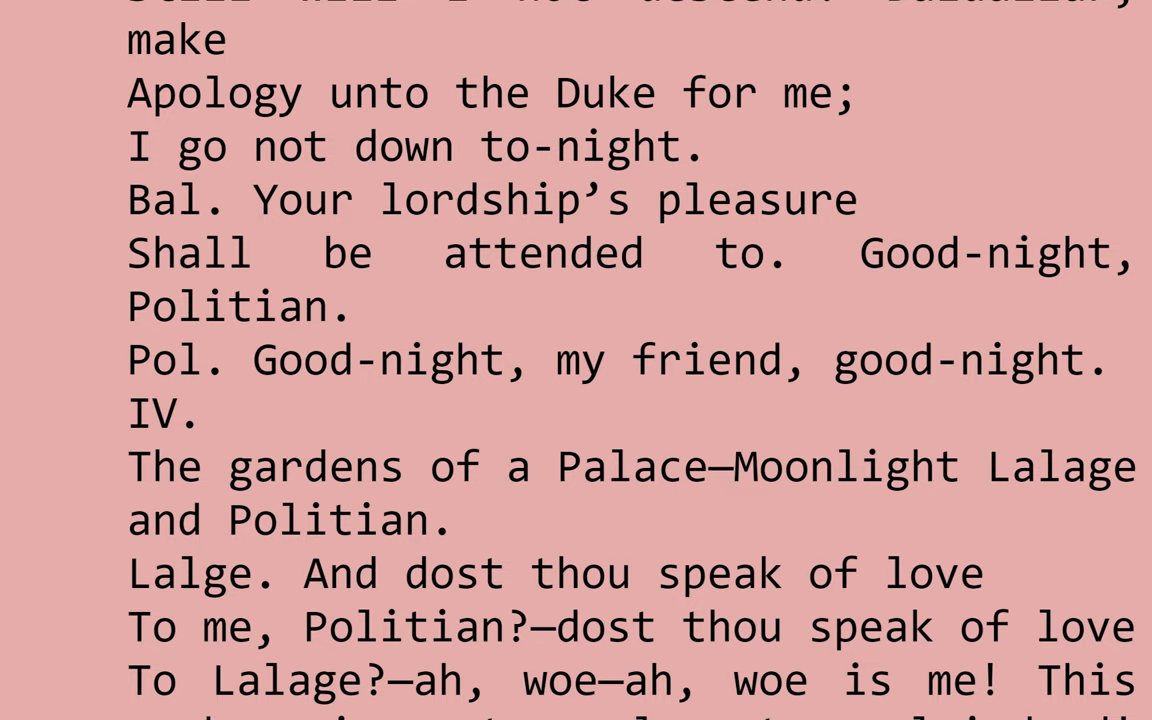 make
Apology unto the Duke for me;
I go not down to-night.
Bal. Your lordship’s pleasure
Shall be attended to. Good-night,
Politian.
Pol. Good-night, my friend, good-night.
IV.
The gardens of a Palace—Moonlight Lalage
and Politian.
Lalge. And dost thou speak of love
To me, Politian?—dost thou speak of love
To Lalage?—ah, woe—ah, woe is me! This